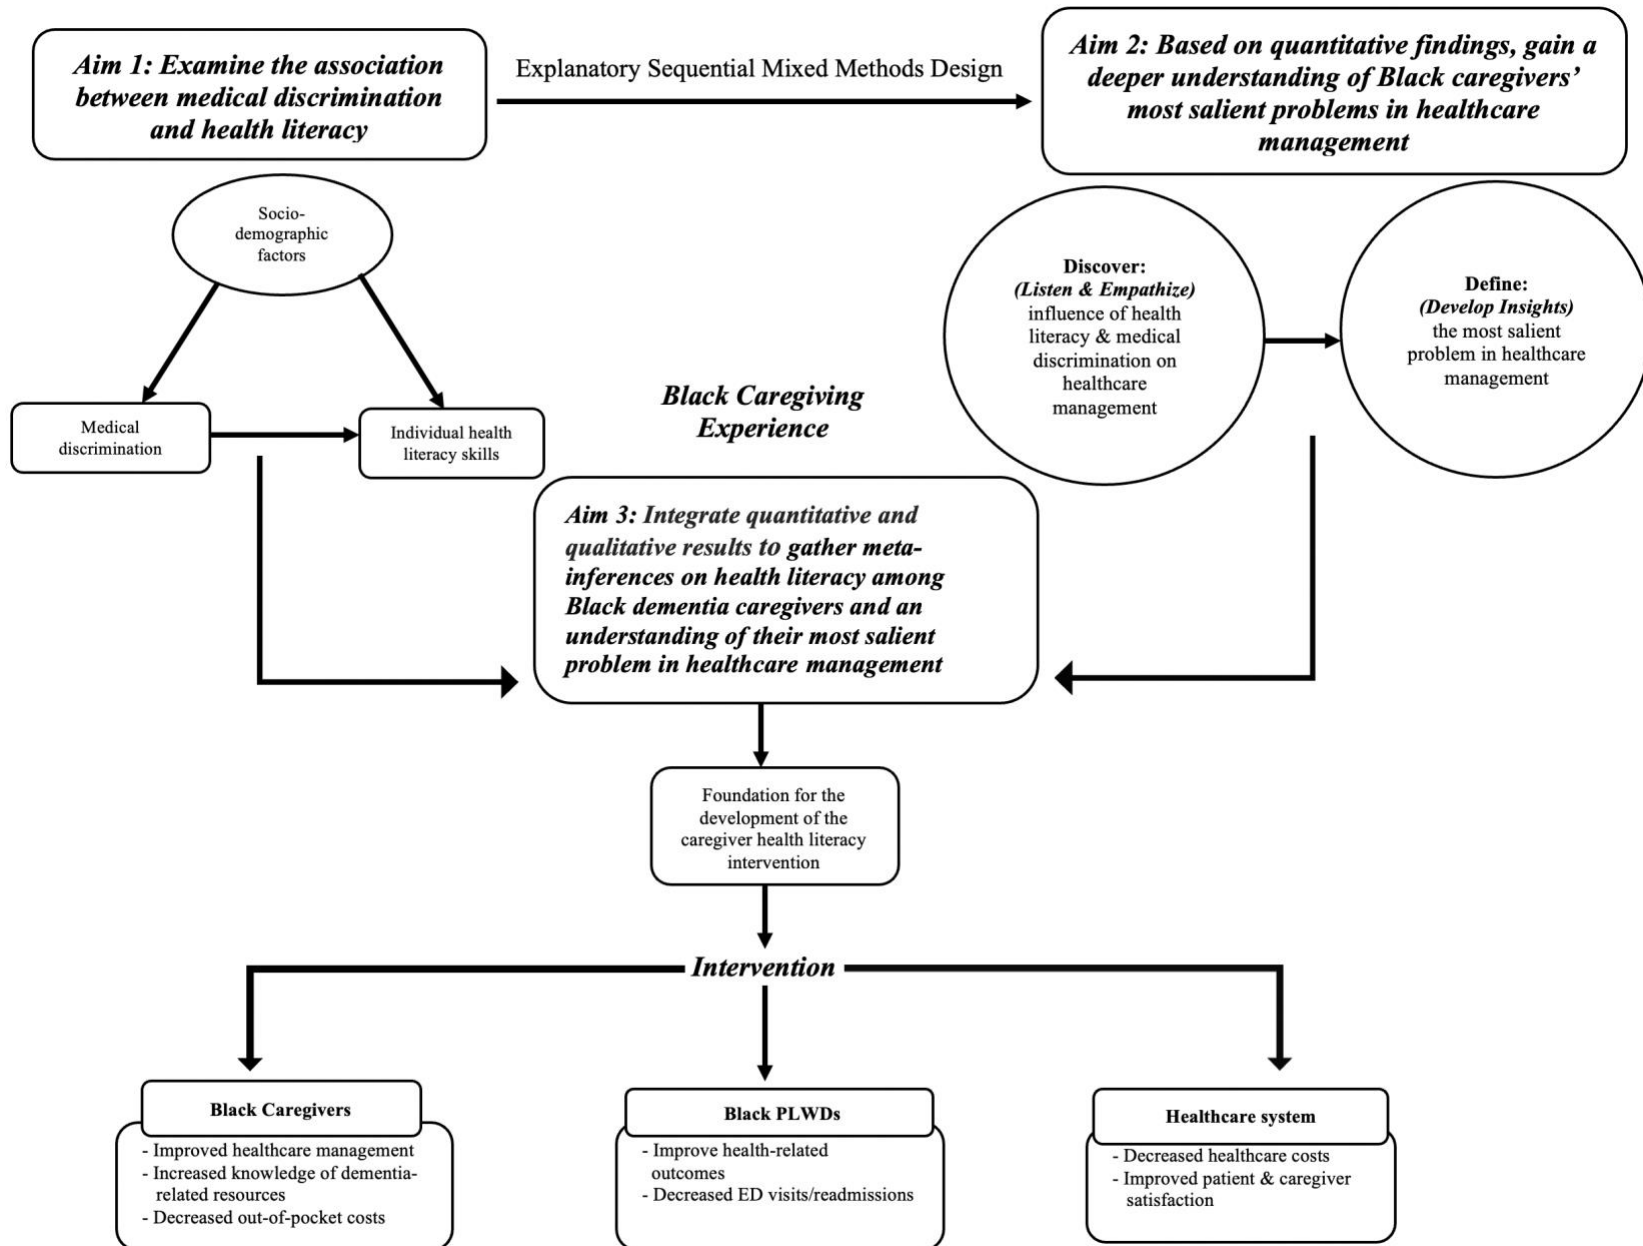 Aim 1: Examine the association
between medical discrimination
and health literacy
Explanatory Sequential Mixed Methods Design
Aim 2: Based on quantitative findings, gain a
deeper understanding of Black caregivers’
most salient problems in healthcare
management
Socio-
demographic
factors
Medical
discrimination
Individual health
literacy skills
Discover:
(Listen & Empathize)
influence of health
literacy & medical
discrimination on
healthcare
management
Define:
(Develop Insights)
the most salient
problem in healthcare
management
Black Caregiving
Experience
Aim 3: Integrate quantitative and
qualitative results to gather meta-
inferences on health literacy among
Black dementia caregivers and an
understanding of their most salient
problem in healthcare management
Foundation for the
development of the
caregiver health literacy
intervention
Intervention
Black Caregivers
- Improved healthcare management
- Increased knowledge of dementia-
related resources
- Decreased out-of-pocket costs
Black PLWDs
- Improve health-related
outcomes
- Decreased ED visits/readmissions
Healthcare system
- Decreased healthcare costs
- Improved patient & caregiver
satisfaction